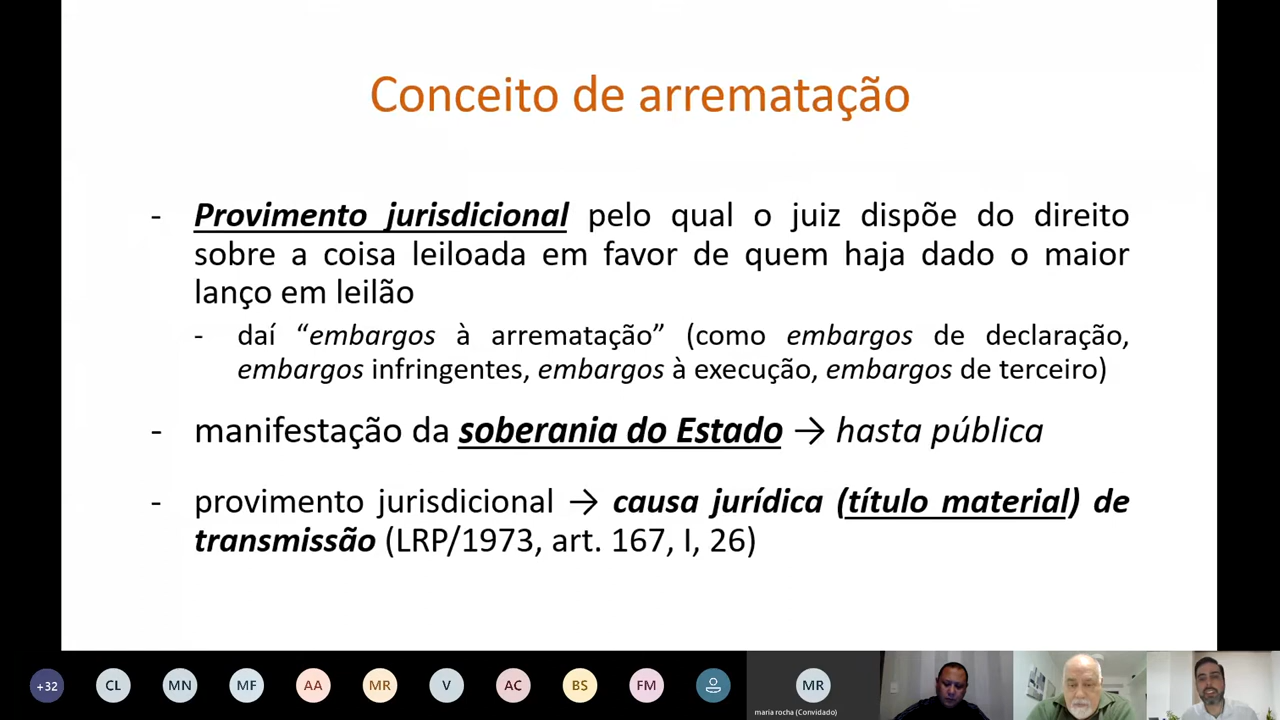 Conceito de arrematação
- Provimento jurisdicional pelo qual o juiz dispõe do direito
sobre a coisa leiloada em favor de quem haja dado o maior
lanço em leilão
- daí “embargos à arrematação” (como embargos de declaração,
embargos infringentes, embargos à execução, embargos de terceiro)
- manifestação da soberania do Estado → hasta pública
- provimento jurisdicional → causa jurídica (título material) de
transmissão (LRP/1973, art. 167, I, 26)
+32 CL MN MF AA MR V AC BS FM MR
maria rocha (Convidado)